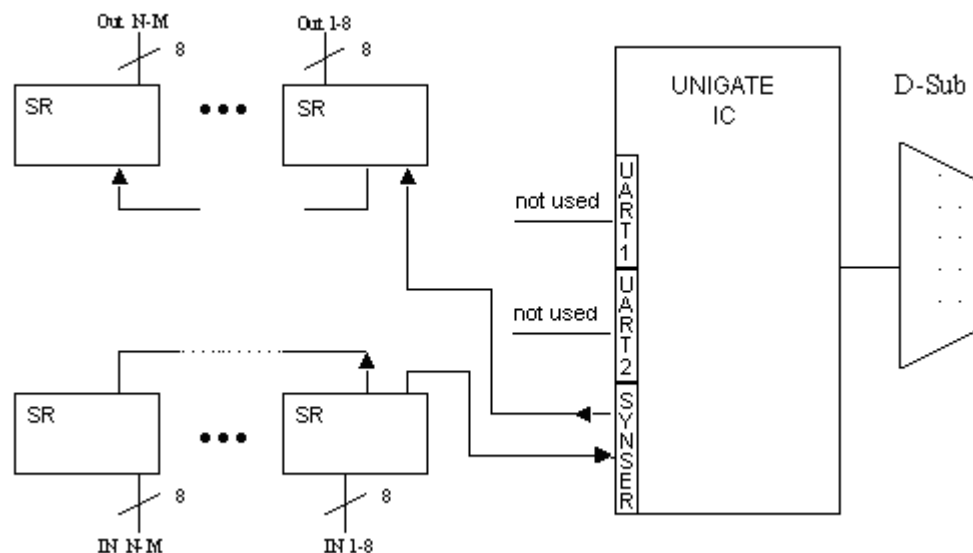 Out N-M
Out 1-8
8
8
SR
SR
UNIGATE
IC
D-Sub
not used
UART1
not used
UART2
SR
SR
SYNSER
8
8
IN N-M
IN 1-8